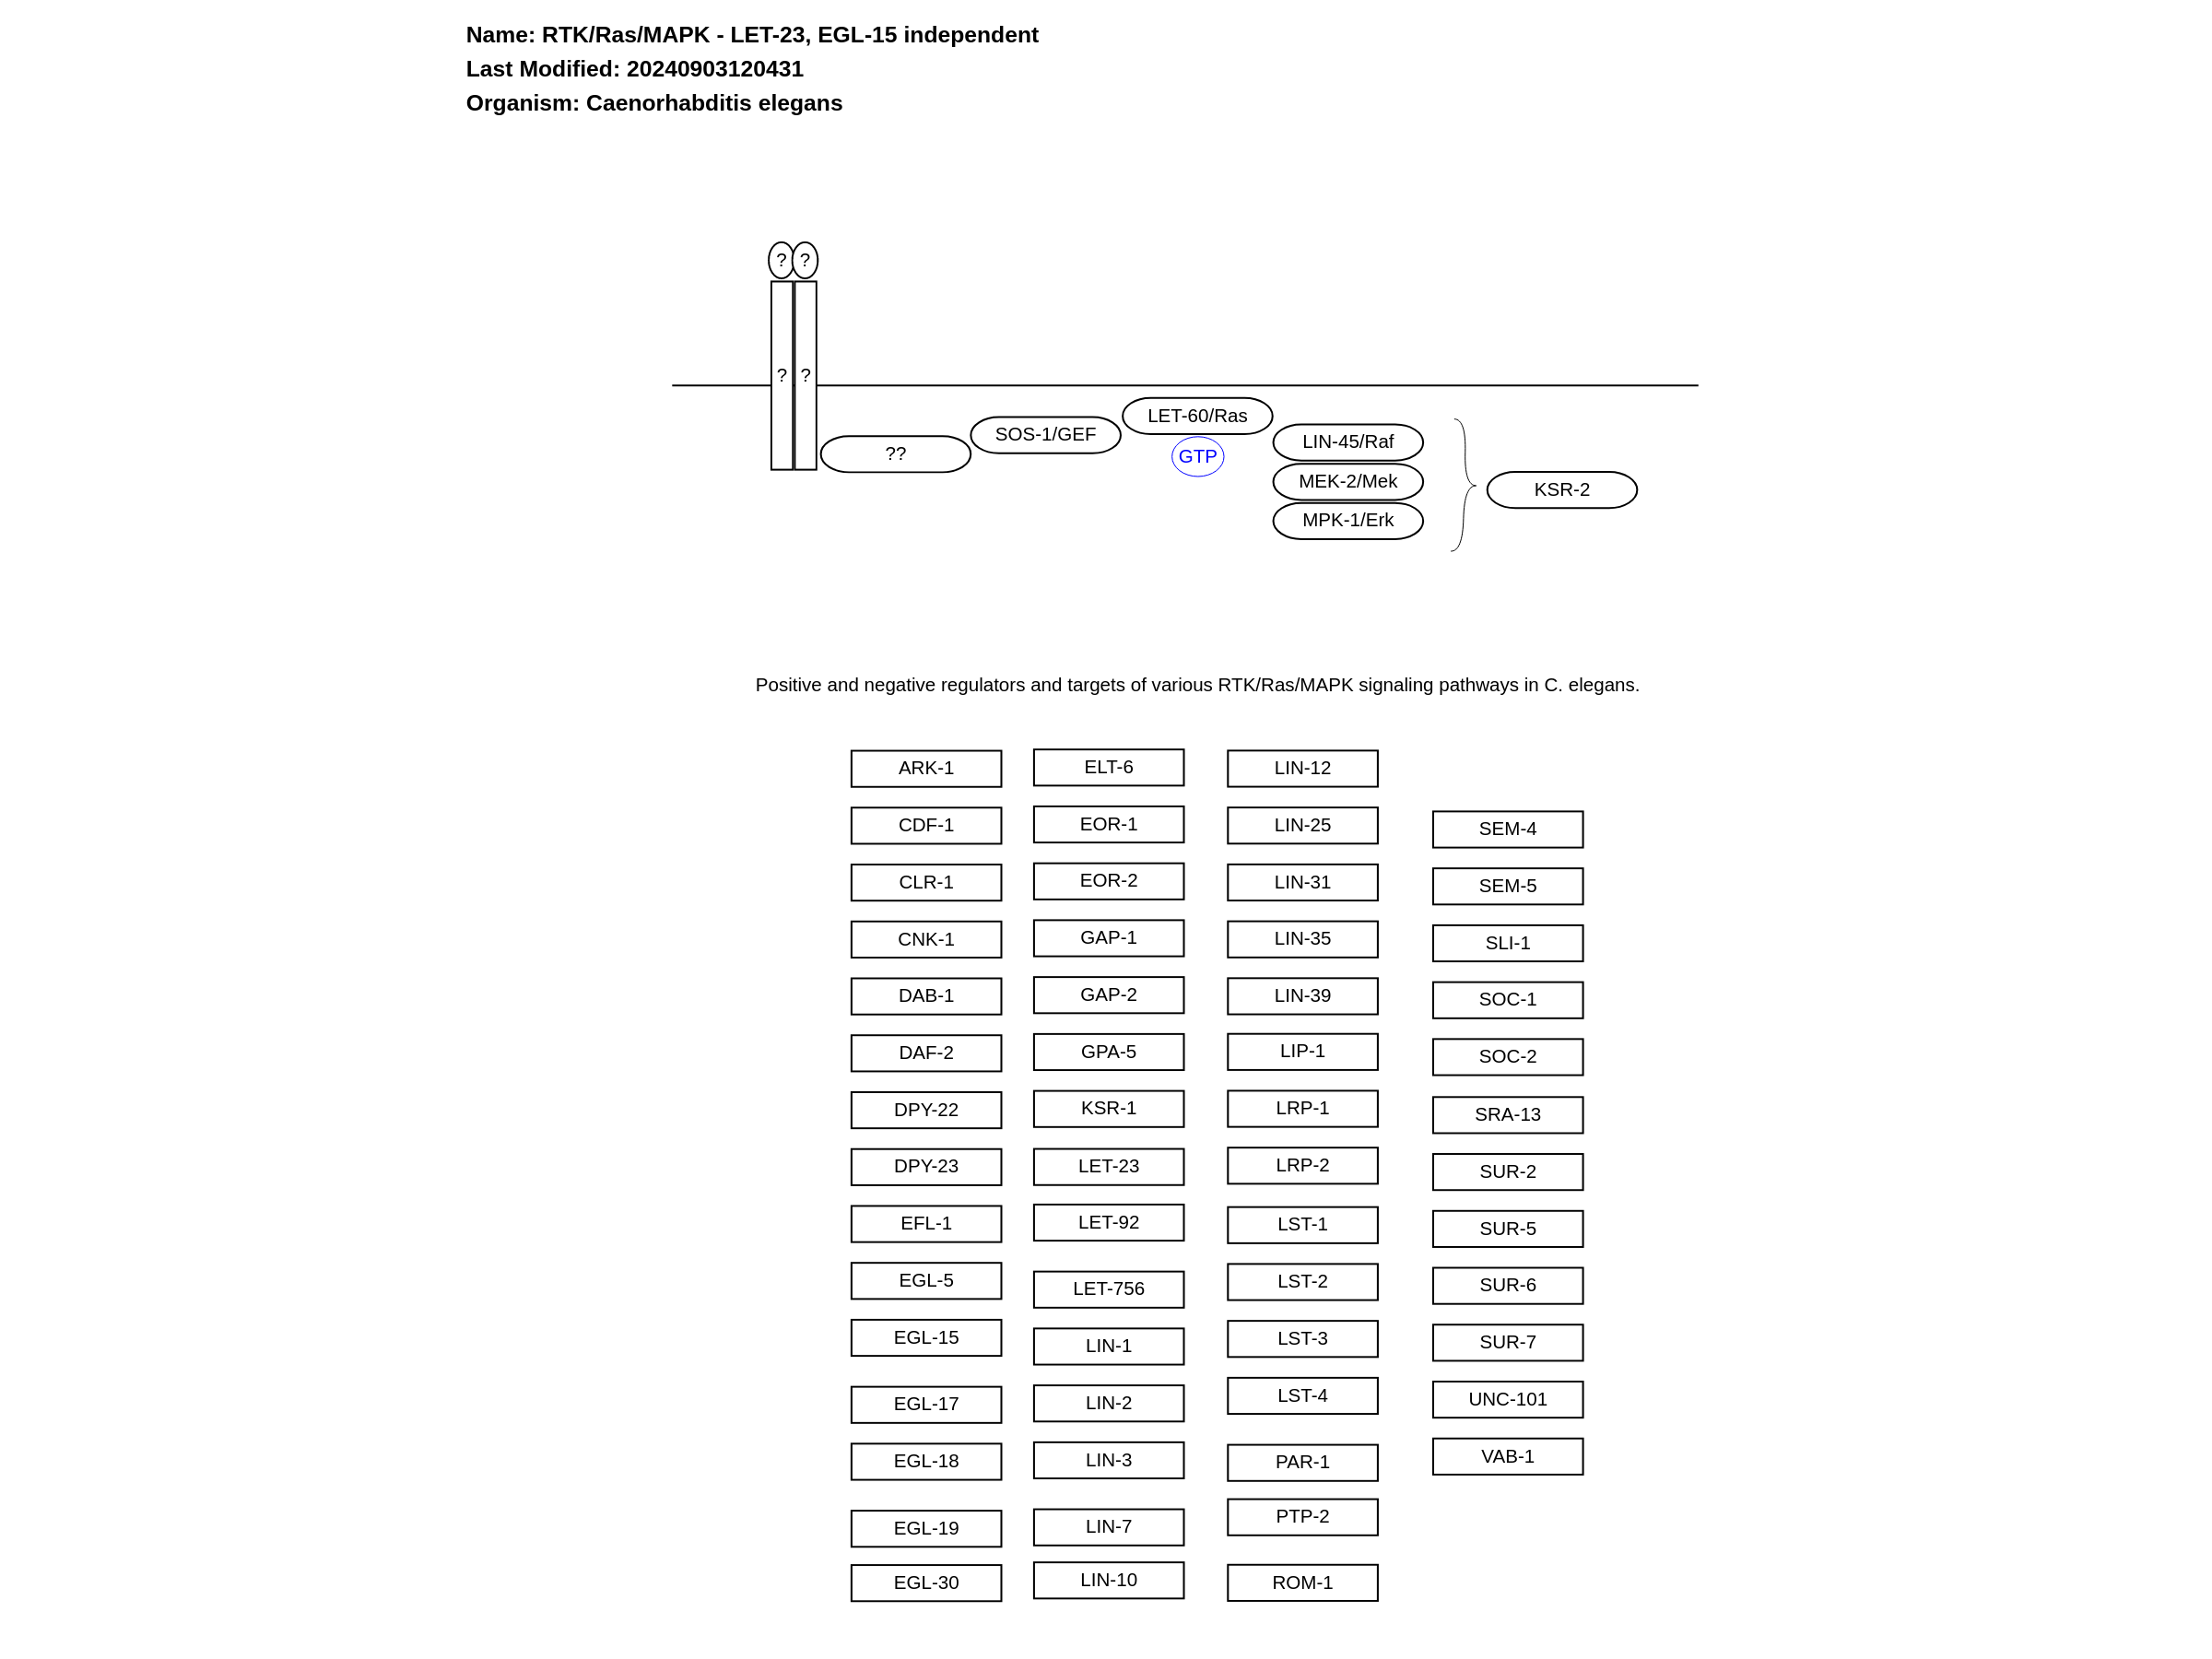 Name: RTK/Ras/MAPK - LET-23, EGL-15 independent
Last Modified: 20240903120431
Organism: Caenorhabditis elegans
? ?
? ?
??
SOS-1/GEF
LET-60/Ras
GTP
LIN-45/Raf
MEK-2/Mek
MPK-1/Erk
KSR-2
Positive and negative regulators and targets of various RTK/Ras/MAPK signaling pathways in C. elegans.
ARK-1
CDF-1
CLR-1
CNK-1
DAB-1
DAF-2
DPY-22
DPY-23
EFL-1
EGL-5
EGL-15
EGL-17
EGL-18
EGL-19
EGL-30
ELT-6
EOR-1
EOR-2
GAP-1
GAP-2
GPA-5
KSR-1
LET-23
LET-92
LET-756
LIN-1
LIN-2
LIN-3
LIN-7
LIN-10
LIN-12
LIN-25
LIN-31
LIN-35
LIN-39
LIP-1
LRP-1
LRP-2
LST-1
LST-2
LST-3
LST-4
PAR-1
PTP-2
ROM-1
SEM-4
SEM-5
SLI-1
SOC-1
SOC-2
SRA-13
SUR-2
SUR-5
SUR-6
SUR-7
UNC-101
VAB-1